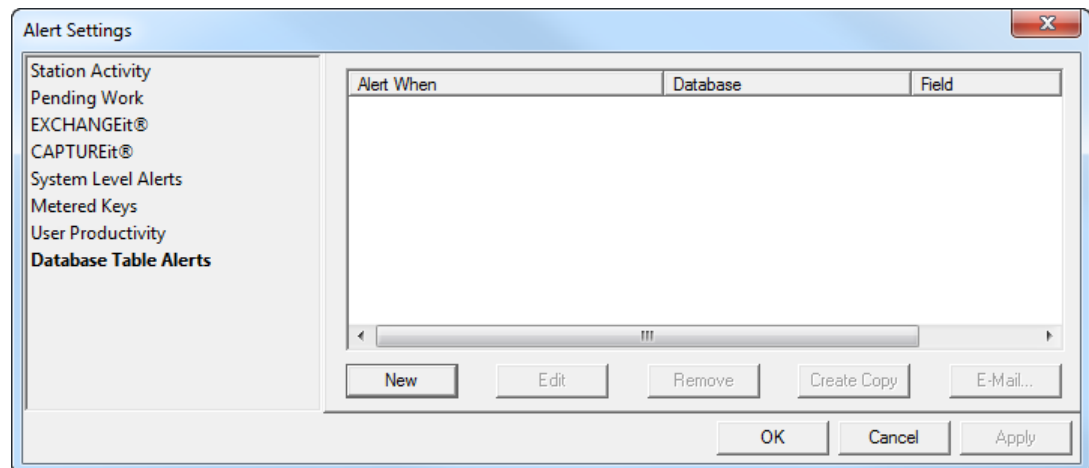 Alert Settings
Station Activity
Pending Work
EXCHANGEit®
CAPTUREit®
System Level Alerts
Metered Keys
User Productivity
Database Table Alerts
Alert When Database Field
New Edit Remove Create Copy E-Mail...
OK Cancel Apply